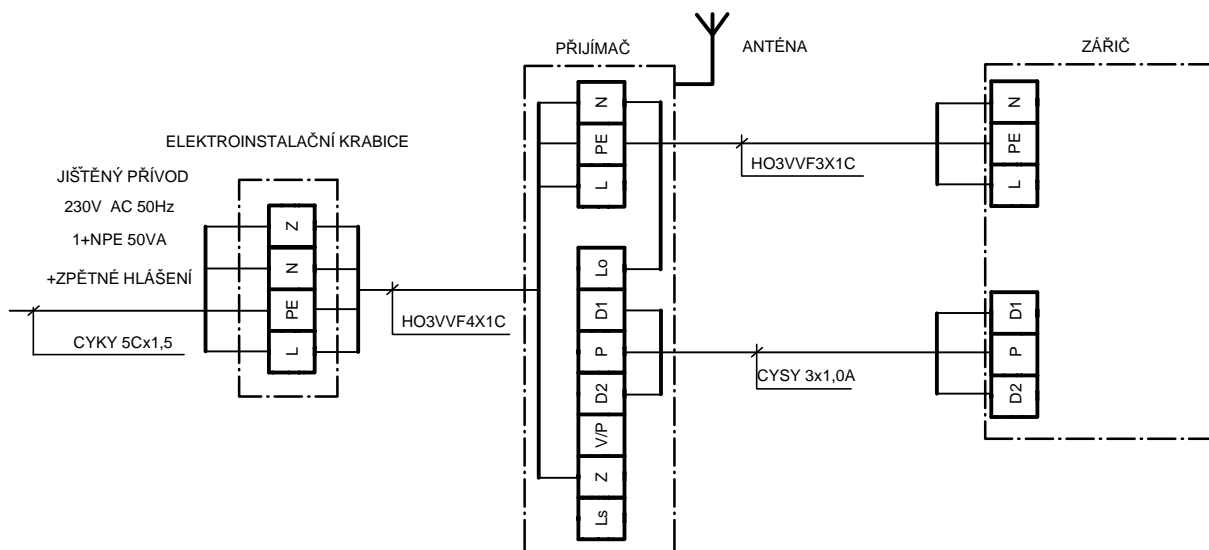 PŘIJÍMAČ
ANTÉNA
ZÁŘIČ
ELEKTROINSTALAČNÍ KRABICE
JIŠŤĚNÝ PŘÍVOD
230V AC 50Hz
1+NPE 50VA
+ZPĚTNÉ HLÁŠENÍ
CYKY 5Cx1,5
Z
N
PE
L
HO3VVF4X1C
N
PE
L
Lo
D1
P
D2
V/P
Z
Ls
HO3VVF3X1C
CYSY 3x1,0A
N
PE
L
D1
P
D2